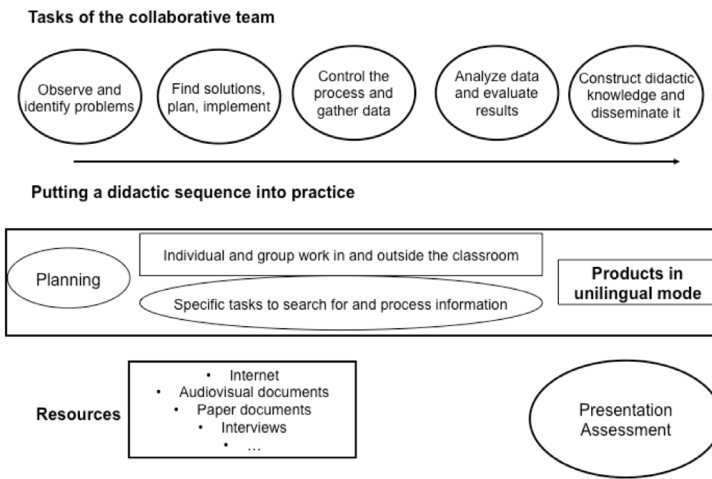 Tasks of the collaborative team
Observe and
identify problems
Find solutions,
plan, implement
Control the
process and
gather data
Analyze data
and evaluate
results
Construct didactic
knowledge and
disseminate it
Putting a didactic sequence into practice
Planning
Individual and group work in and outside the classroom
Specific tasks to search for and process information
Products in
unilingual mode
Resources
• Internet
• Audiovisual documents
• Paper documents
• Interviews
• ...
Presentation
Assessment